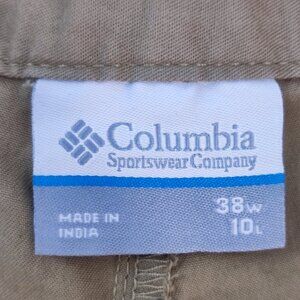 Columbia
Sportswear Company
38W
MADE IN
INDIA
10L